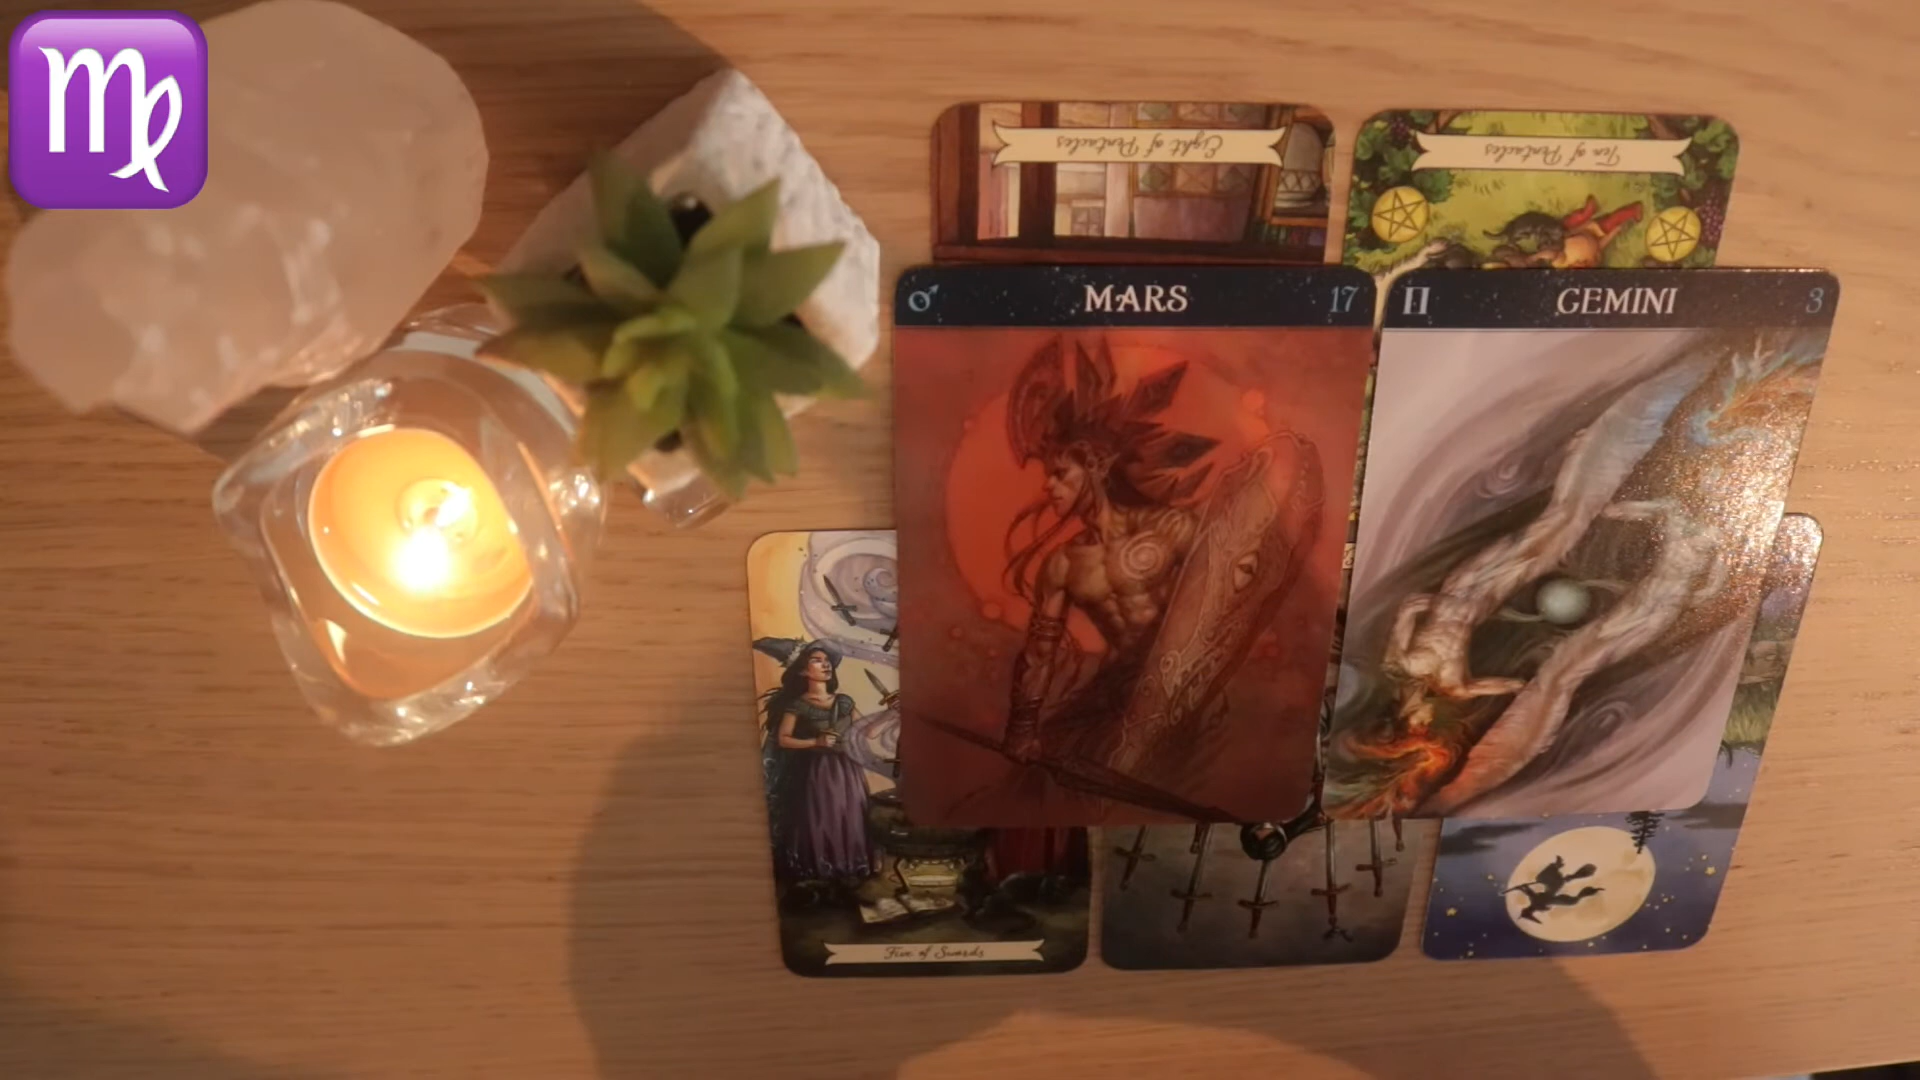 Eight of Pentacles
Ten of Pentacles
MARS 17
GEMINI 3
Five of Swords